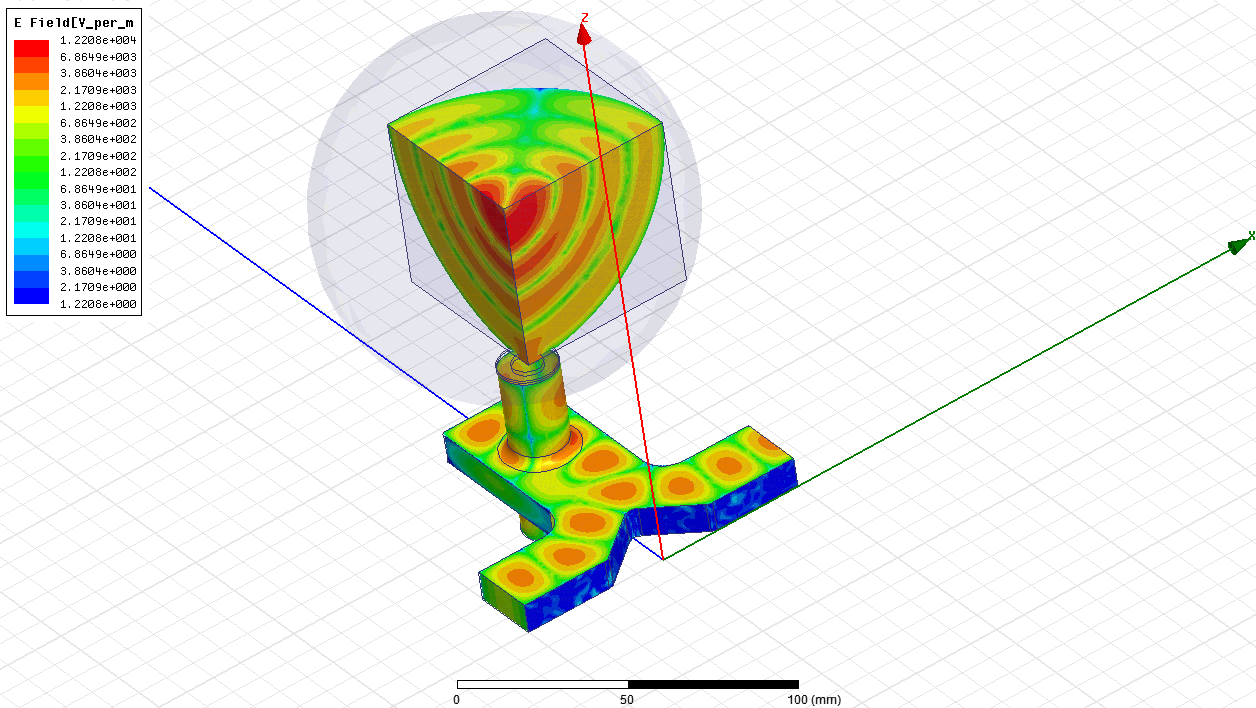 E Field[V_per_m
1.2208e+004
6.8649e+003
3.8604e+003
2.1709e+003
1.2208e+003
6.8649e+002
3.8604e+002
2.1709e+002
1.2208e+002
6.8649e+001
3.8604e+001
2.1709e+001
1.2208e+001
6.8649e+000
3.8604e+000
2.1709e+000
1.2208e+000
Z
X
0 50 100 (mm)